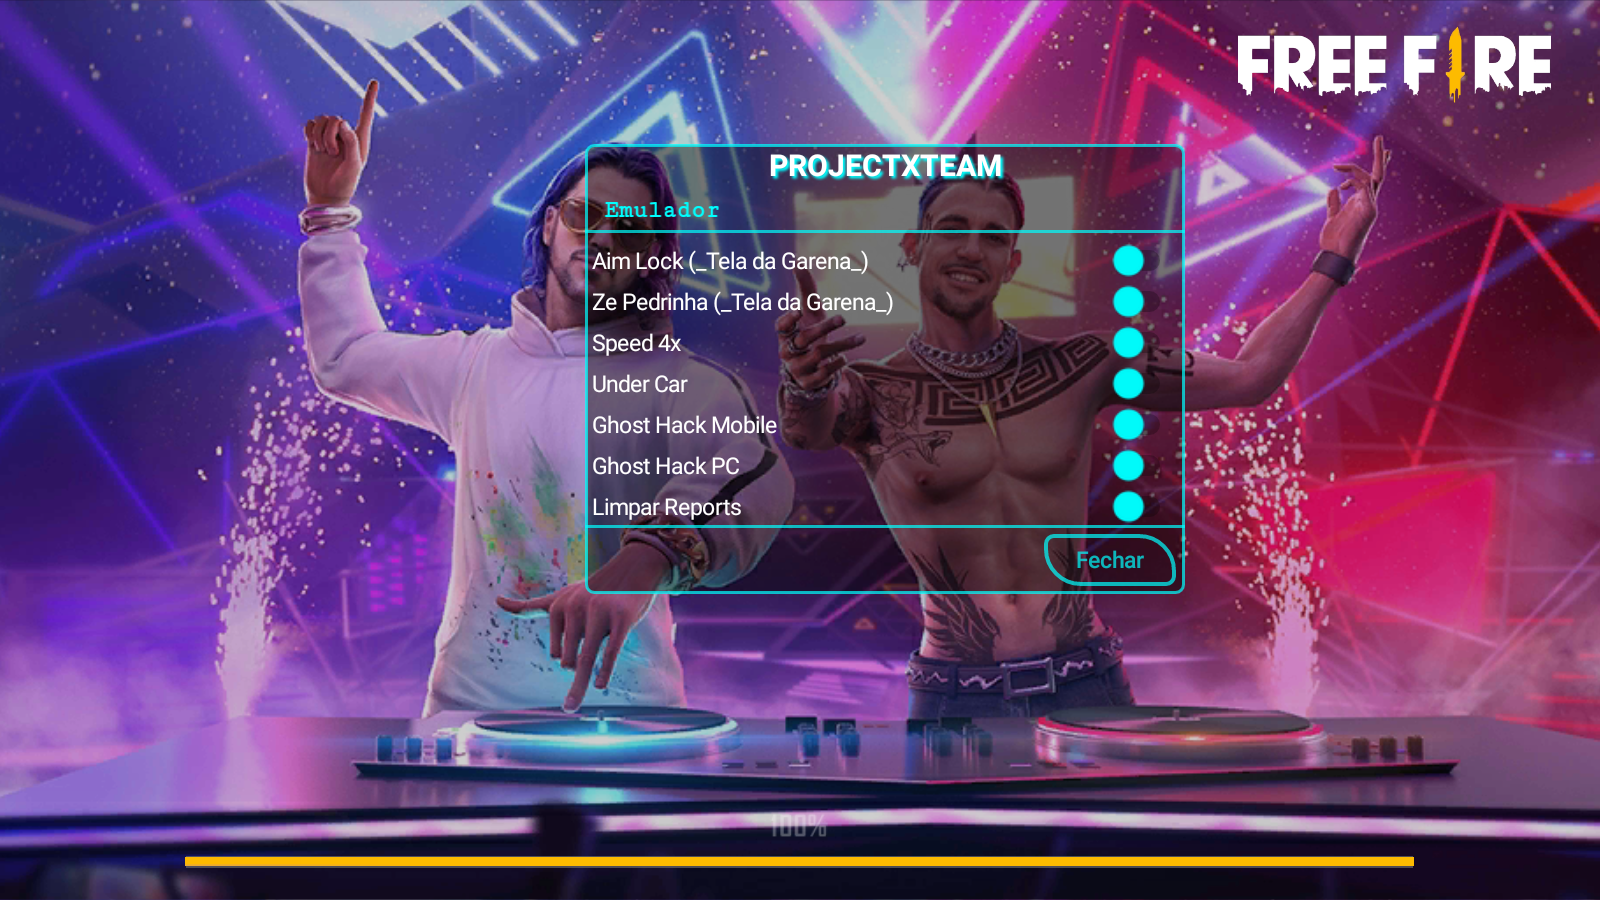 FREE FIRE
PROJECTXTEAM
Emulador
Aim Lock (_Tela da Garena_)
Ze Pedrinha (_Tela da Garena_)
Speed 4x
Under Car
Ghost Hack Mobile
Ghost Hack PC
Limpar Reports
Fechar
100%